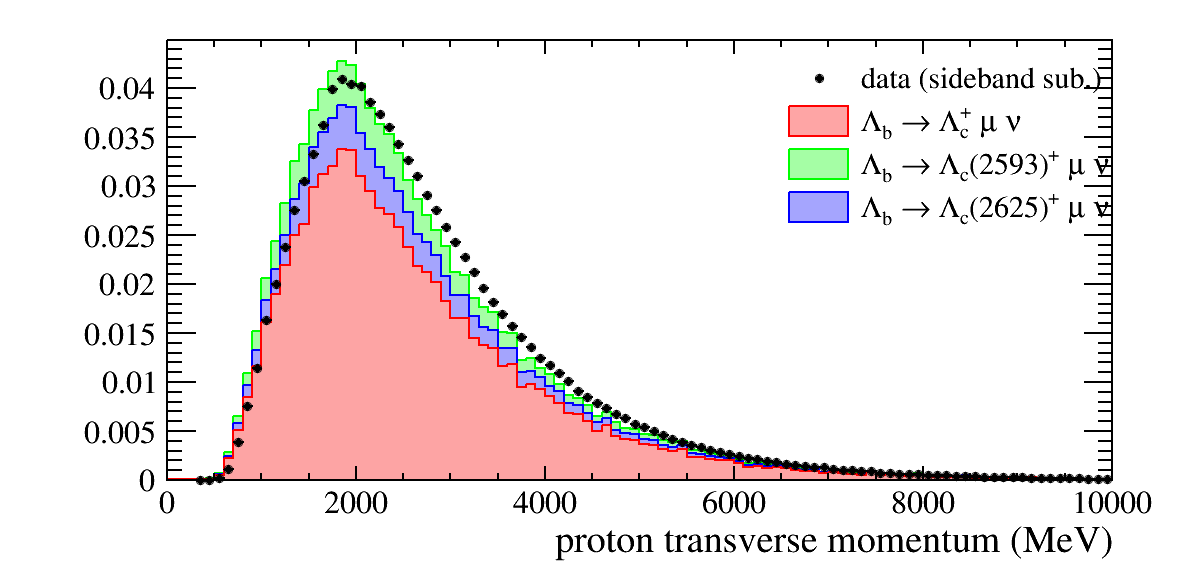 0.04
0.035
0.03
0.025
0.02
0.015
0.01
0.005
0
data (sideband sub.)
Λb → Λc+ μ ν
Λb → Λc(2593)+ μ ν
Λb → Λc(2625)+ μ ν
0 2000 4000 6000 8000 10000
proton transverse momentum (MeV)